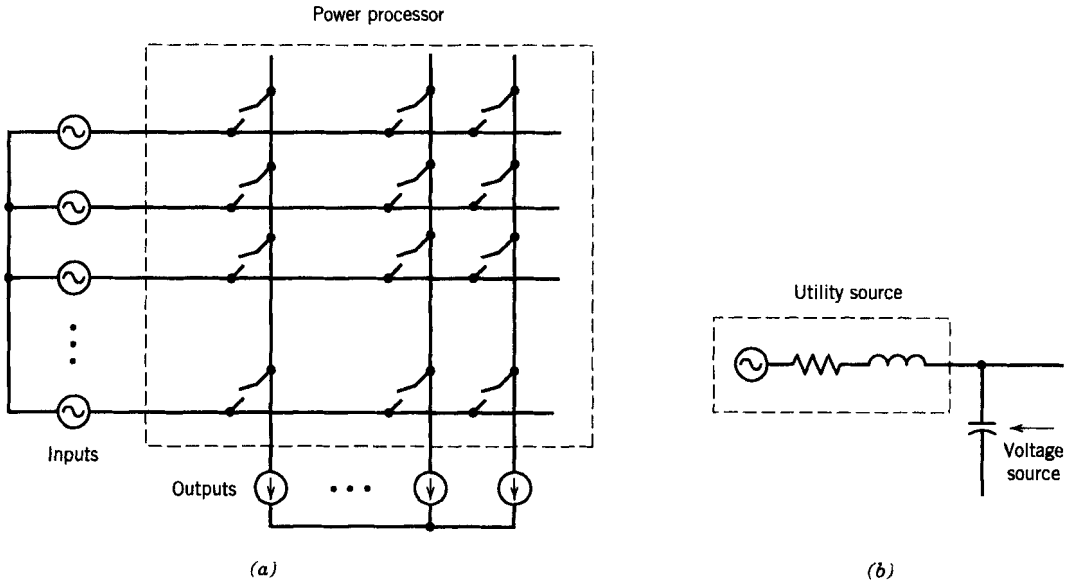 Power processor
Inputs
Outputs
(a)
Utility source
Voltage
source
(b)